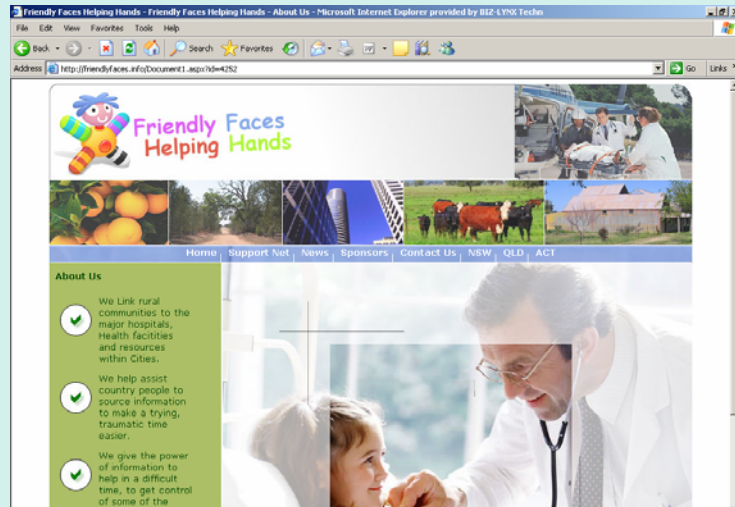 Friendly Faces Helping Hands - Friendly Faces Helping Hands - About Us - Microsoft Internet Explorer provided by BIZ-LYNX Techn
File Edit View Favorites Tools Help
Back Search Favorites
Address http://friendlyfaces.info/Document1.aspx?id=4252 Go Links
Friendly Faces
Helping Hands
Home Support Net News Sponsors Contact Us NSW QLD ACT
About Us
We Link rural
communities to the
major hospitals,
Health facitities
and resources
within Cities.
We help assist
country people to
source information
to make a trying,
traumatic time
easier.
We give the power
of information to
help in a difficult
time, to get control
of some of the